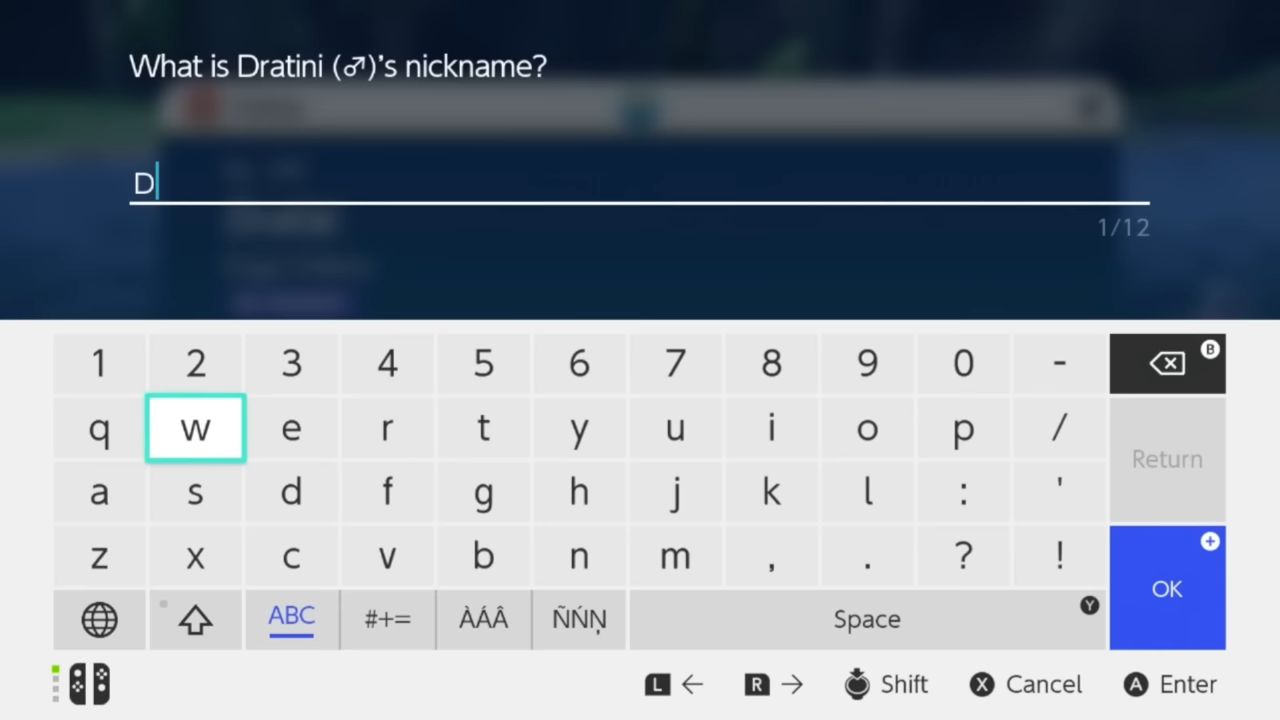 What is Dratini (♂)'s nickname?
D
1/12
1 2 3 4 5 6 7 8 9 0 - B
q w e r t y u i o p /
Return
a s d f g h j k l : '
z x c v b n m , . ? ! +
OK
ABC #+= ÀÁÂ ÑŃŅ Space Y
L ← R → Shift X Cancel A Enter